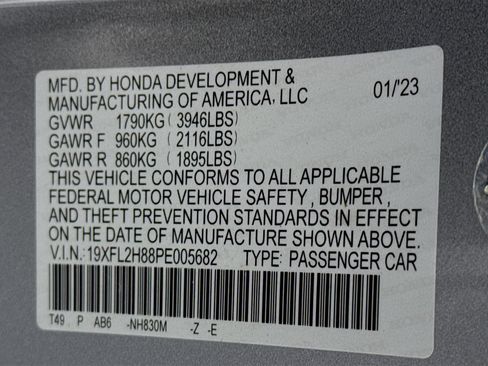 MFD. BY HONDA DEVELOPMENT &
MANUFACTURING OF AMERICA, LLC 01/'23
GVWR 1790KG ( 3946LBS)
GAWR F 960KG ( 2116LBS)
GAWR R 860KG ( 1895LBS)
THIS VEHICLE CONFORMS TO ALL APPLICABLE
FEDERAL MOTOR VEHICLE SAFETY , BUMPER ,
AND THEFT PREVENTION STANDARDS IN EFFECT
ON THE DATE OF MANUFACTURE SHOWN ABOVE.
V.I.N.:19XFL2H88PE005682 TYPE: PASSENGER CAR
T49 P AB6 -NH830M -Z -E